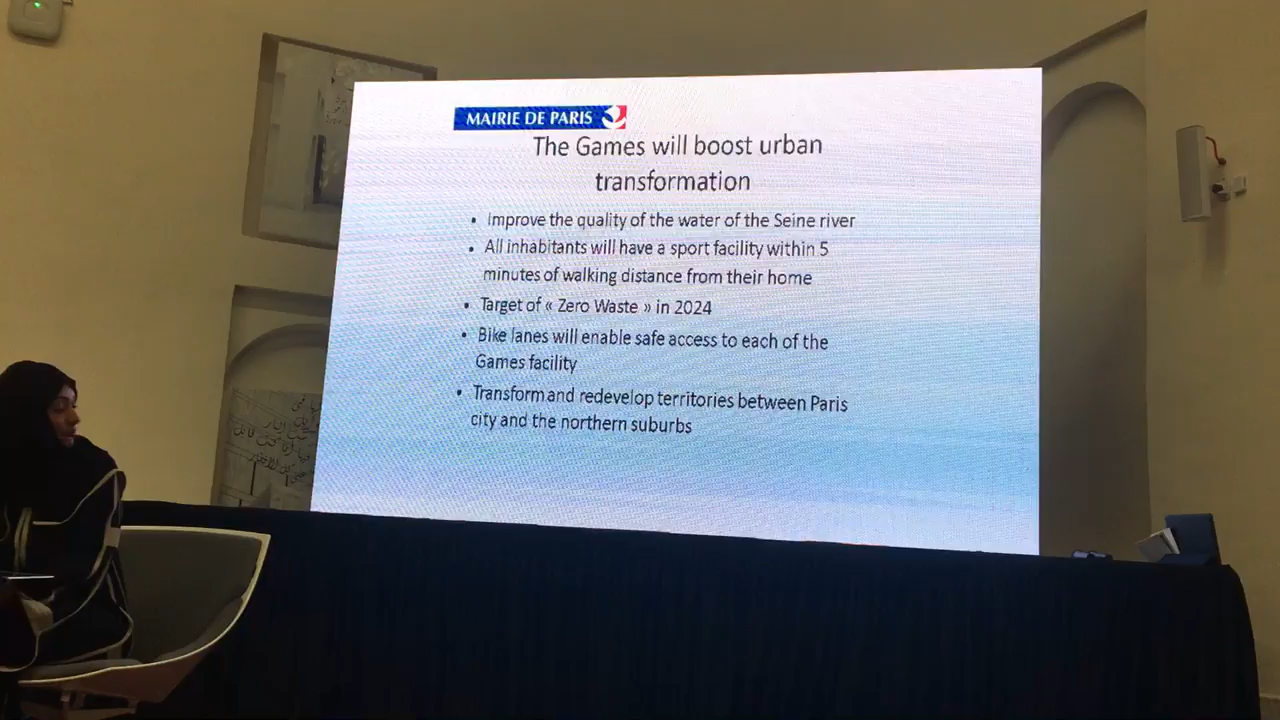 MAIRIE DE PARIS
The Games will boost urban
transformation
• Improve the quality of the water of the Seine river
• All inhabitants will have a sport facility within 5
minutes of walking distance from their home
• Target of « Zero Waste » in 2024
• Bike lanes will enable safe access to each of the
Games facility
• Transform and redevelop territories between Paris
city and the northern suburbs